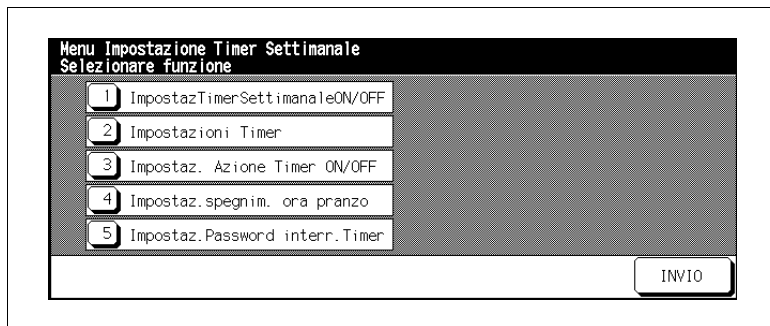 Menu Impostazione Timer Settimanale
Selezionare funzione
1 ImpostazTimerSettimanaleON/OFF
2 Impostazioni Timer
3 Impostaz. Azione Timer ON/OFF
4 Impostaz.spegnim. ora pranzo
5 Impostaz.Password interr.Timer
INVIO